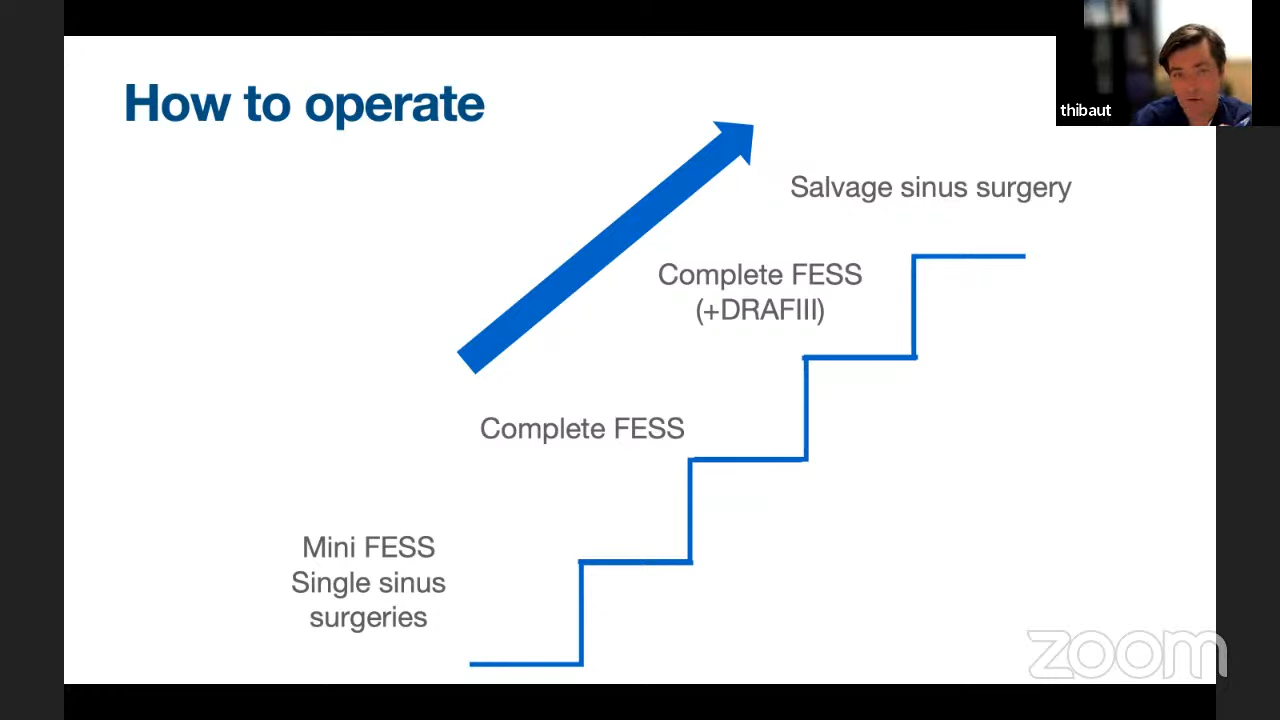 How to operate
thibaut
Salvage sinus surgery
Complete FESS
(+DRAFIII)
Complete FESS
Mini FESS
Single sinus
surgeries
zoom